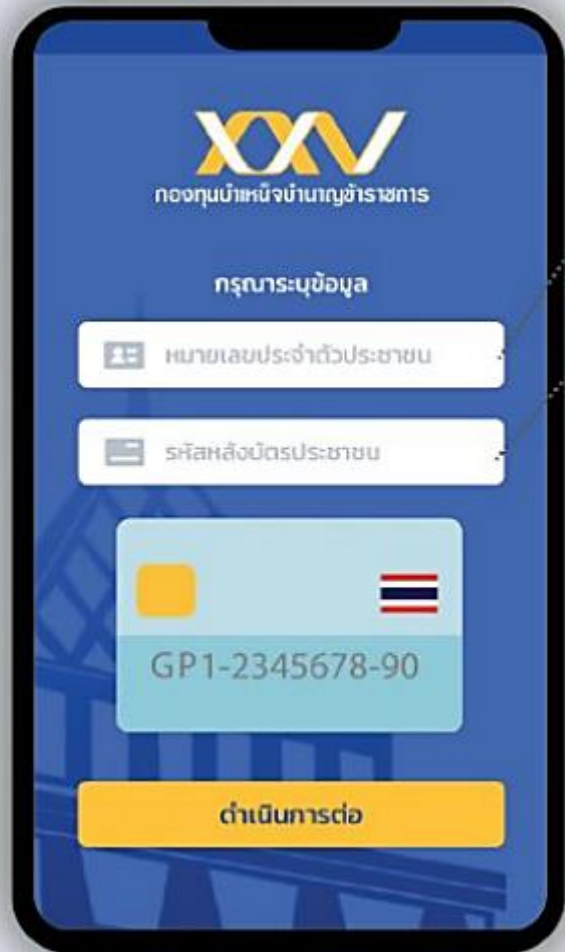 XXV
กองทุนบำเหน็จบำนาญข้าราชการ
กรุณาระบุข้อมูล
หมายเลขประจำตัวประชาชน
รหัสหลังบัตรประชาชน
GP1-2345678-90
ดำเนินการต่อ